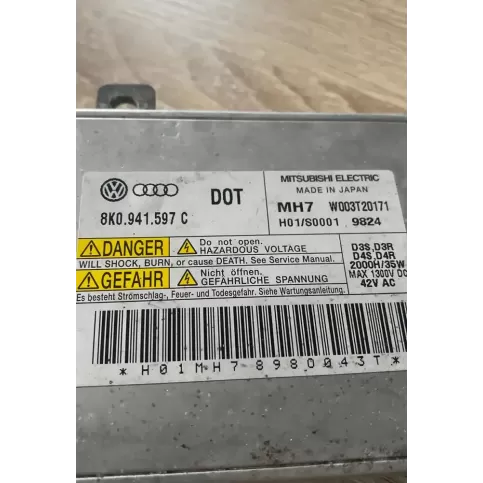 MITSUBISHI ELECTRIC
MADE IN JAPAN
DOT
8K0.941.597 C
MH7 W003T20171
H01/S0001 9824
DANGER
Do not open.
HAZARDOUS VOLTAGE
WILL SHOCK, BURN, or cause DEATH. See Service Manual.
GEFAHR
Nicht öffnen.
GEFÄHRLICHE SPANNUNG
Es besteht Stromschlag-, Feuer- und Todesgefahr. Siehe Wartungsanleitung.
D3S,D3R
D4S,D4R
2000H/35W
MAX 1300V DC
42V AC
*H01MH78980043T*